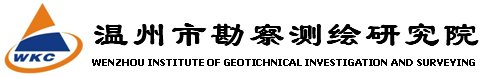 温州市勘察测绘研究院
WKC
WENZHOU INSTITUTE OF GEOTICHNICAL INVESTIGATION AND SURVEYING